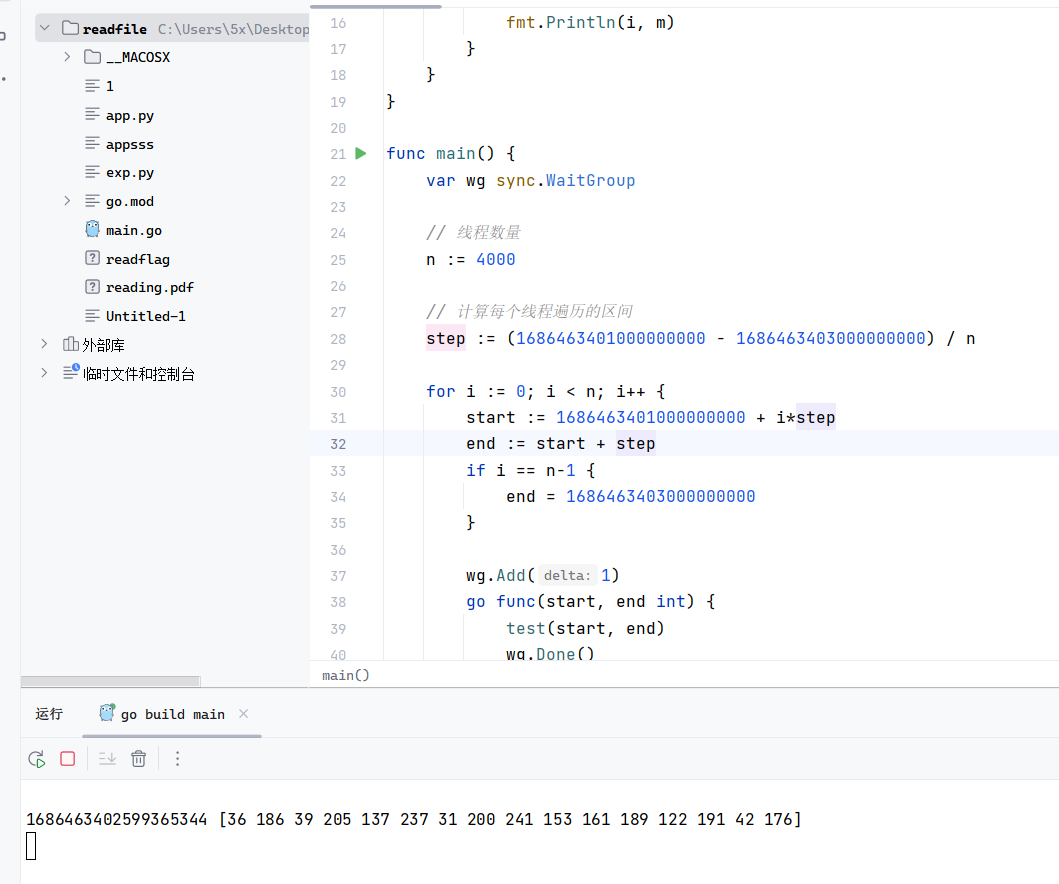 readfile C:\Users\5x\Desktop
__MACOSX
1
app.py
appsss
exp.py
go.mod
main.go
readflag
reading.pdf
Untitled-1
外部库
临时文件和控制台
16 fmt.Println(i, m)
17 }
18 }
19 }
20
21 func main() {
22 var wg sync.WaitGroup
23
24 // 线程数量
25 n := 4000
26
27 // 计算每个线程遍历的区间
28 step := (1686463401000000000 - 1686463403000000000) / n
29
30 for i := 0; i < n; i++ {
31 start := 1686463401000000000 + i*step
32 end := start + step
33 if i == n-1 {
34 end = 1686463403000000000
35 }
36
37 wg.Add( delta: 1)
38 go func(start, end int) {
39 test(start, end)
40 wg.Done()
main()
运行 go build main
1686463402599365344 [36 186 39 205 137 237 31 200 241 153 161 189 122 191 42 176]